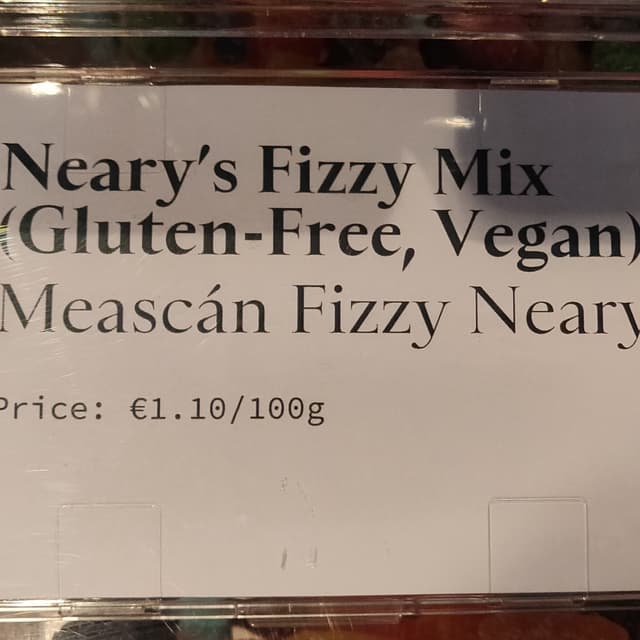 Neary's Fizzy Mix
(Gluten-Free, Vegan)
Meascán Fizzy Neary
Price: €1.10/100g